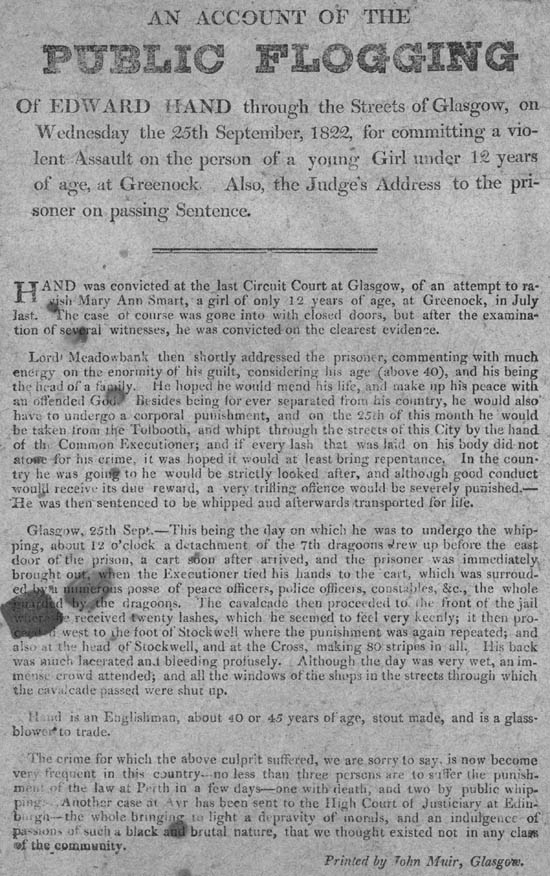 AN ACCOUNT OF THE
PUBLIC FLOGGING
Of EDWARD HAND through the Streets of Glasgow, on
Wednesday the 25th September, 1822, for committing a vio-
lent Assault on the person of a young Girl under 12 years
of age, at Greenock. Also, the Judge's Address to the pri-
soner on passing Sentence.
HAND was convicted at the last Circuit Court at Glasgow, of an attempt to ra-
vish Mary Ann Smart, a girl of only 12 years of age, at Greenock, in July
last. The case of course was gone into with closed doors, but after the examina-
tion of several witnesses, he was convicted on the clearest evidence.
Lord Meadowbank then shortly addressed the prisoner, commenting with much
energy on the enormity of his guilt, considering his age (above 40), and his being
the head of a family. He hoped he would mend his life, and make up his peace with
an offended God. Besides being for ever separated from his country, he would also
have to undergo a corporal punishment, and on the 25th of this month he would
be taken from the Tolbooth, and whipt through the streets of this City by the hand
of the Common Executioner; and if every lash that was laid on his body did not
atone for his crime, it was hoped it would at least bring repentance. In the coun-
try he was going to he would be strictly looked after, and although good conduct
would receive its due reward, a very trifling offence would be severely punished.—
He was then sentenced to be whipped and afterwards transported for life.
Glasgow, 25th Sept.—This being the day on which he was to undergo the whip-
ping, about 12 o'clock a detachment of the 7th dragoons drew up before the east
door of the prison, a cart soon after arrived, and the prisoner was immediately
brought out, when the Executioner tied his hands to the cart, which was surround-
ed by a numerous posse of peace officers, police officers, constables, &c., the whole
guarded by the dragoons. The cavalcade then proceeded to the front of the jail
where he received twenty lashes, which he seemed to feel very keenly; it then pro-
ceeded west to the foot of Stockwell where the punishment was again repeated; and
also at the head of Stockwell, and at the Cross, making 80 stripes in all. His back
was much lacerated and bleeding profusely. Although the day was very wet, an im-
mense crowd attended; and all the windows of the shops in the streets through which
the cavalcade passed were shut up.
Hand is an Englishman, about 40 or 45 years of age, stout made, and is a glass-
blower to trade.
The crime for which the above culprit suffered, we are sorry to say, is now become
very frequent in this country--no less than three persons are to suffer the punish-
ment of the law at Perth in a few days—one with death, and two by public whip-
ping. Another case at Ayr has been sent to the High Court of Justiciary at Edin-
burgh—the whole bringing to light a depravity of morals, and an indulgence of
passions of such a black and brutal nature, that we thought existed not in any class
of the community.
Printed by John Muir, Glasgow.